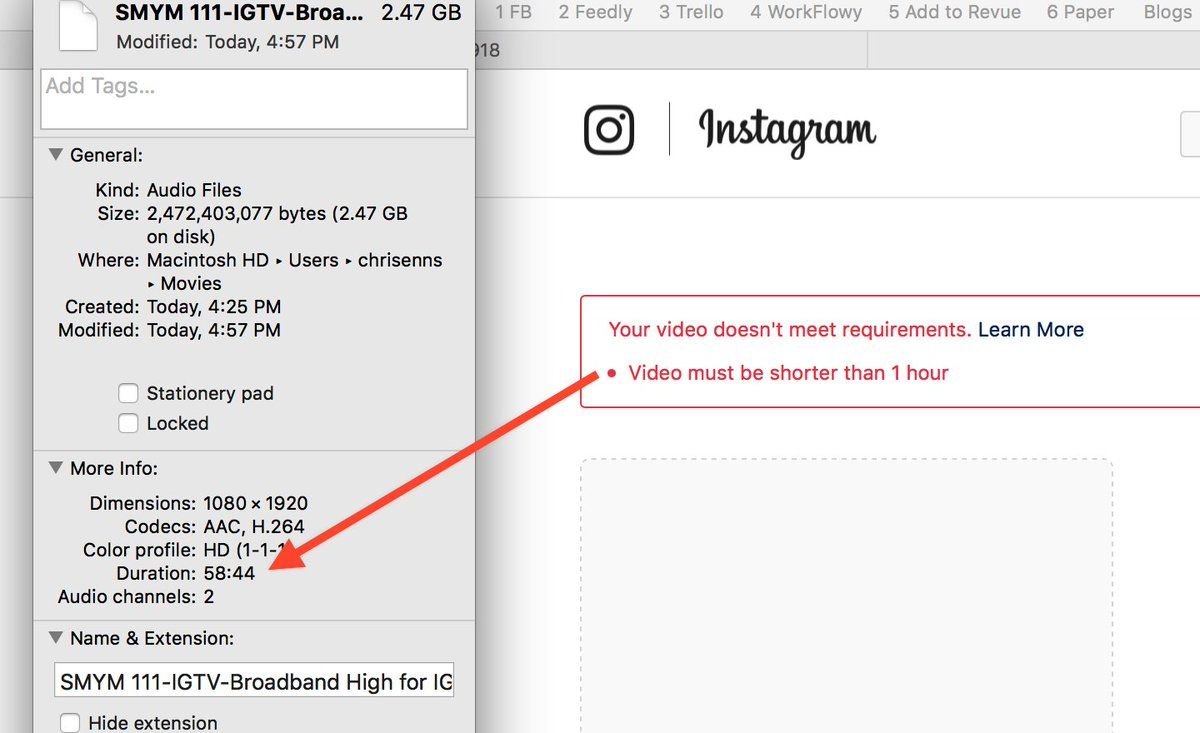 SMYM 111-IGTV-Broa... 2.47 GB
Modified: Today, 4:57 PM
Add Tags...
General:
Kind: Audio Files
Size: 2,472,403,077 bytes (2.47 GB
on disk)
Where: Macintosh HD ▸ Users ▸ chrisenns
▸ Movies
Created: Today, 4:25 PM
Modified: Today, 4:57 PM
Stationery pad
Locked
More Info:
Dimensions: 1080 × 1920
Codecs: AAC, H.264
Color profile: HD (1-1-1
Duration: 58:44
Audio channels: 2
Name & Extension:
SMYM 111-IGTV-Broadband High for IG
Hide extension
1 FB 2 Feedly 3 Trello 4 WorkFlowy 5 Add to Revue 6 Paper Blogs
918
Instagram
Your video doesn't meet requirements. Learn More
• Video must be shorter than 1 hour